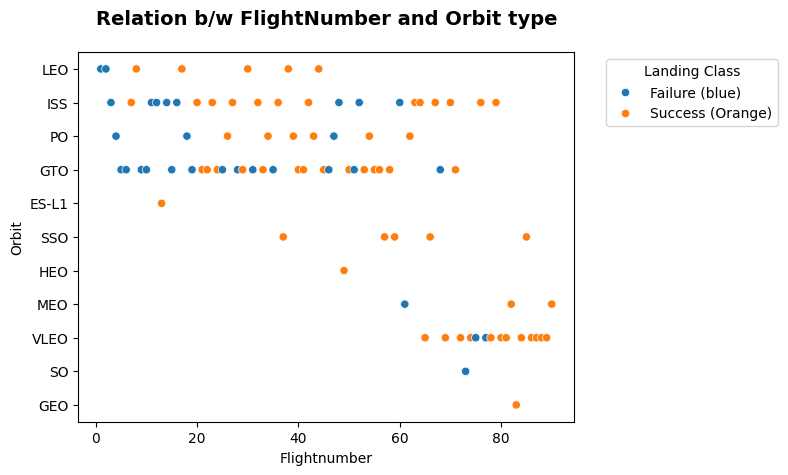 Relation b/w FlightNumber and Orbit type
LEO
ISS
PO
GTO
ES-L1
SSO
HEO
MEO
VLEO
SO
GEO
Orbit
0 20 40 60 80
Flightnumber
Landing Class
Failure (blue)
Success (Orange)